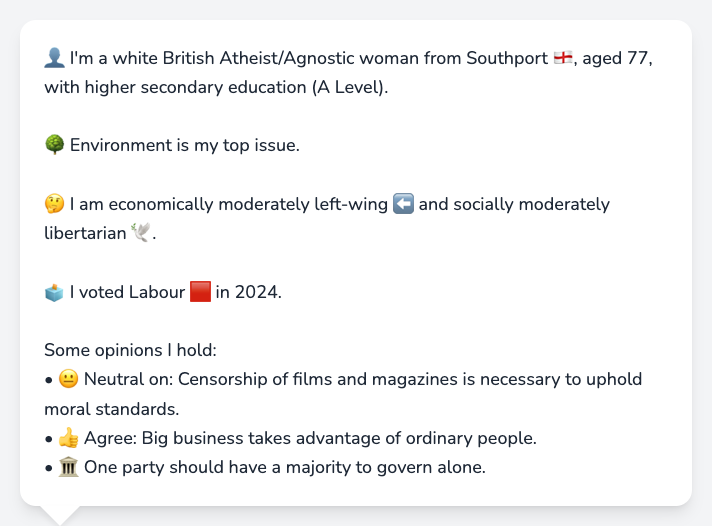 👤 I'm a white British Atheist/Agnostic woman from Southport 🏴󠁧󠁢󠁥󠁮󠁧󠁿, aged 77,
with higher secondary education (A Level).
🌳 Environment is my top issue.
🤔 I am economically moderately left-wing ⬅️ and socially moderately
libertarian 🕊️.
🗳️ I voted Labour 🟥 in 2024.
Some opinions I hold:
• 😐 Neutral on: Censorship of films and magazines is necessary to uphold
moral standards.
• 👍 Agree: Big business takes advantage of ordinary people.
• 🏛️ One party should have a majority to govern alone.